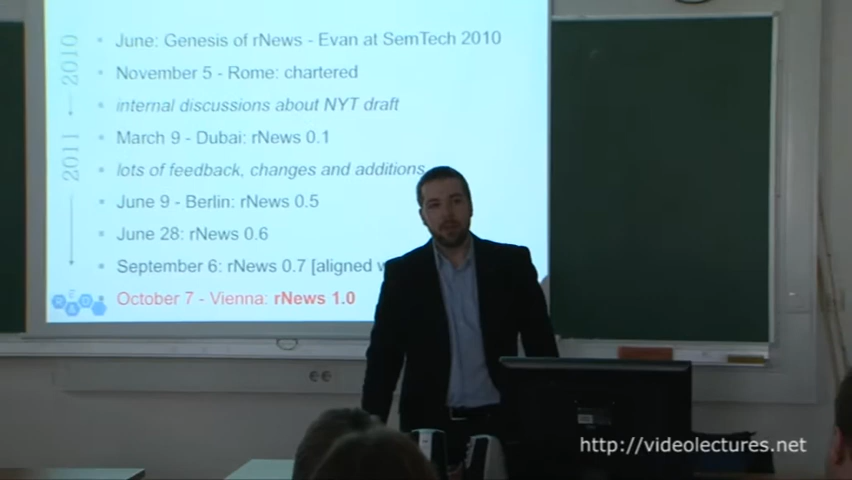 2010
2011
June: Genesis of rNews - Evan at SemTech 2010
November 5 - Rome: chartered
internal discussions about NYT draft
March 9 - Dubai: rNews 0.1
lots of feedback, changes and additions
June 9 - Berlin: rNews 0.5
June 28: rNews 0.6
September 6: rNews 0.7 [aligned
October 7 - Vienna: rNews 1.0
http://videolectures.net